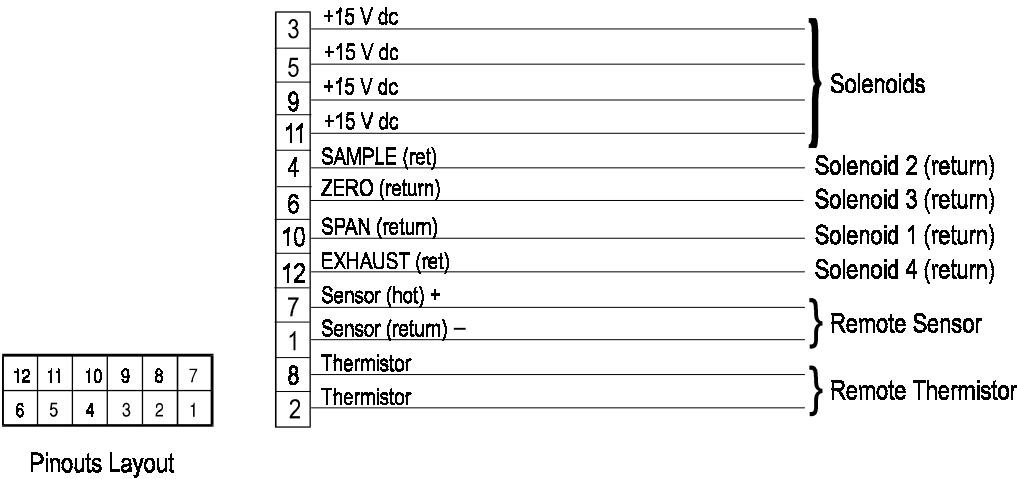 3 +15 V dc
5 +15 V dc
9 +15 V dc
11 +15 V dc
Solenoids
4 SAMPLE (ret) Solenoid 2 (return)
6 ZERO (return) Solenoid 3 (return)
10 SPAN (return) Solenoid 1 (return)
12 EXHAUST (ret) Solenoid 4 (return)
7 Sensor (hot) +
1 Sensor (return) –
Remote Sensor
8 Thermistor
2 Thermistor
Remote Thermistor
12 11 10 9 8 7
6 5 4 3 2 1
Pinouts Layout